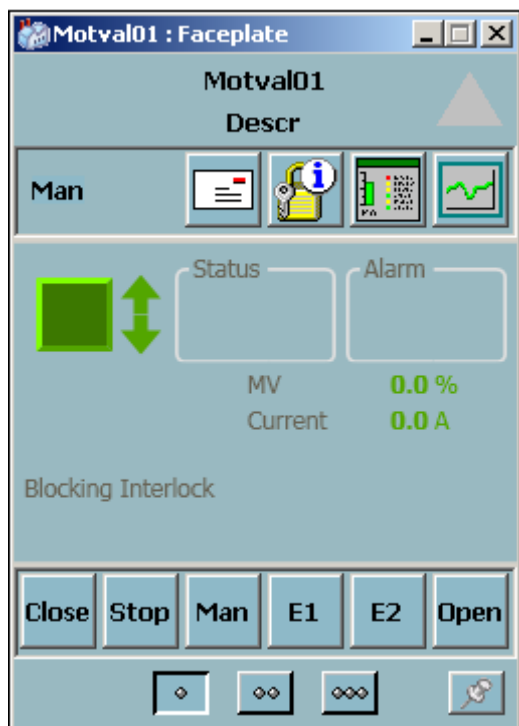 Motval01 : Faceplate
Motval01
Descr
Man
Status
Alarm
MV 0.0 %
Current 0.0 A
Blocking Interlock
Close Stop Man E1 E2 Open